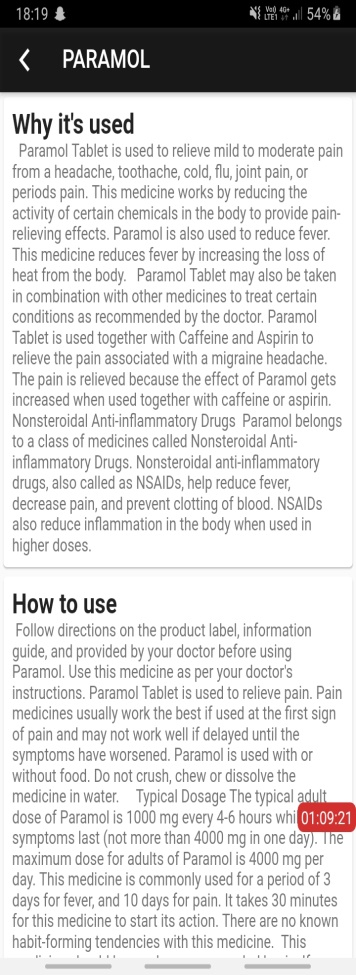 18:19 54%
PARAMOL
Why it's used
Paramol Tablet is used to relieve mild to moderate pain
from a headache, toothache, cold, flu, joint pain, or
periods pain. This medicine works by reducing the
activity of certain chemicals in the body to provide pain-
relieving effects. Paramol is also used to reduce fever.
This medicine reduces fever by increasing the loss of
heat from the body. Paramol Tablet may also be taken
in combination with other medicines to treat certain
conditions as recommended by the doctor. Paramol
Tablet is used together with Caffeine and Aspirin to
relieve the pain associated with a migraine headache.
The pain is relieved because the effect of Paramol gets
increased when used together with caffeine or aspirin.
Nonsteroidal Anti-inflammatory Drugs Paramol belongs
to a class of medicines called Nonsteroidal Anti-
inflammatory Drugs. Nonsteroidal anti-inflammatory
drugs, also called as NSAIDs, help reduce fever,
decrease pain, and prevent clotting of blood. NSAIDs
also reduce inflammation in the body when used in
higher doses.
How to use
Follow directions on the product label, information
guide, and provided by your doctor before using
Paramol. Use this medicine as per your doctor's
instructions. Paramol Tablet is used to relieve pain. Pain
medicines usually work the best if used at the first sign
of pain and may not work well if delayed until the
symptoms have worsened. Paramol is used with or
without food. Do not crush, chew or dissolve the
medicine in water. Typical Dosage The typical adult
dose of Paramol is 1000 mg every 4-6 hours whi
01:09:21
symptoms last (not more than 4000 mg in one day). The
maximum dose for adults of Paramol is 4000 mg per
day. This medicine is commonly used for a period of 3
days for fever, and 10 days for pain. It takes 30 minutes
for this medicine to start its action. There are no known
habit-forming tendencies with this medicine. This